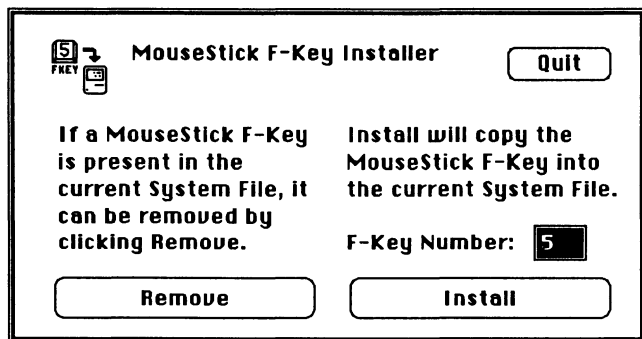 5
FKEY
MouseStick F-Key Installer
Quit
If a MouseStick F-Key
is present in the
current System File, it
can be removed by
clicking Remove.
Install will copy the
MouseStick F-Key into
the current System File.
F-Key Number: 5
Remove
Install